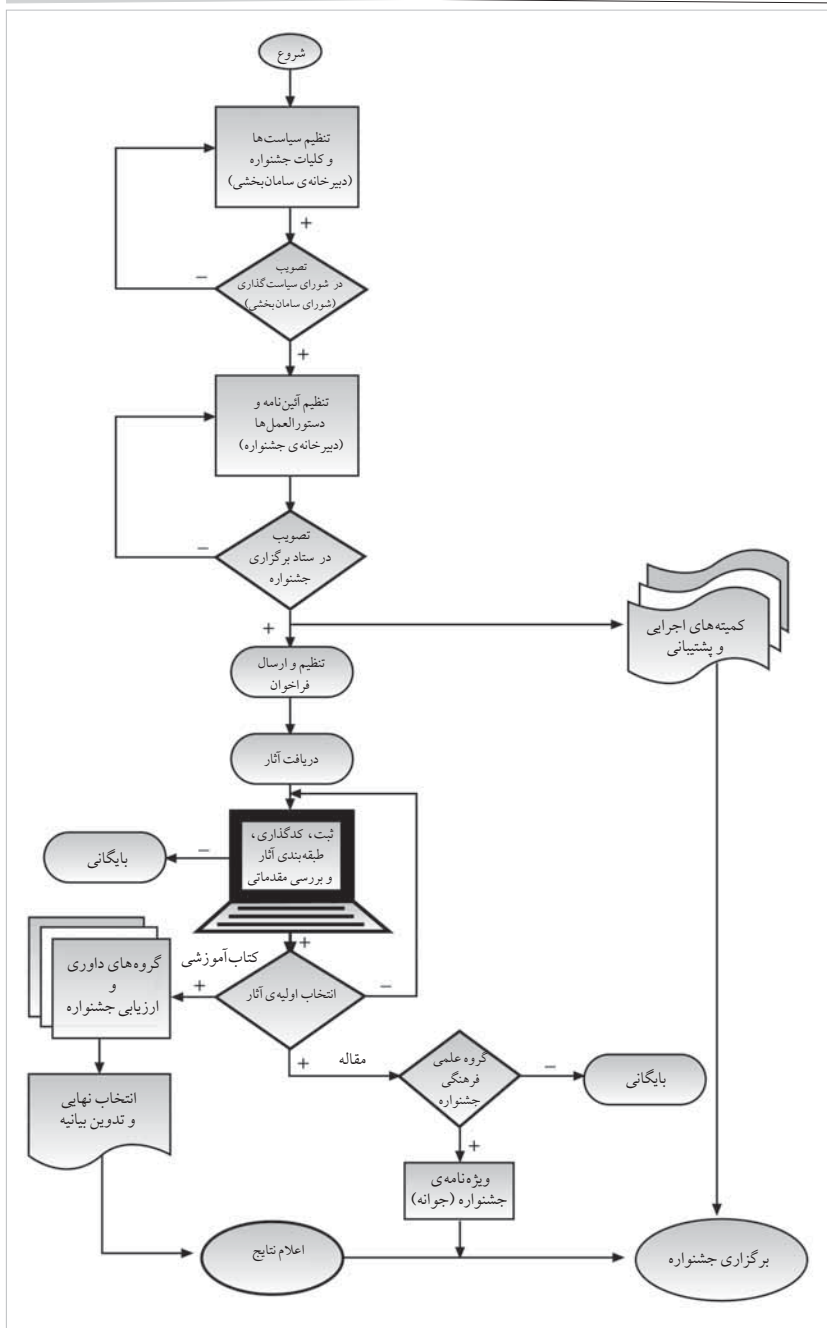 شروع
تنظیم سیاست‌ها
و کلیات جشنواره
(دبیرخانه‌ی سامان‌بخشی)
+
تصویب
در شورای سیاست‌گذاری
(شورای سامان‌بخشی)
–
+
تنظیم آئین‌نامه و
دستورالعمل‌ها
(دبیرخانه‌ی جشنواره)
تصویب
در ستاد برگزاری
جشنواره
–
+
کمیته‌های اجرایی
و پشتیبانی
تنظیم و ارسال
فراخوان
دریافت آثار
ثبت، کدگذاری،
طبقه‌بندی آثار
و بررسی مقدماتی
–
بایگانی
+
انتخاب اولیه‌ی آثار
–
کتاب آموزشی
+
گروه‌های داوری
و
ارزیابی جشنواره
+
مقاله
گروه علمی
فرهنگی
جشنواره
–
بایگانی
انتخاب نهایی
و تدوین بیانیه
+
ویژه‌نامه‌ی
جشنواره (جوانه)
اعلام نتایج
برگزاری جشنواره